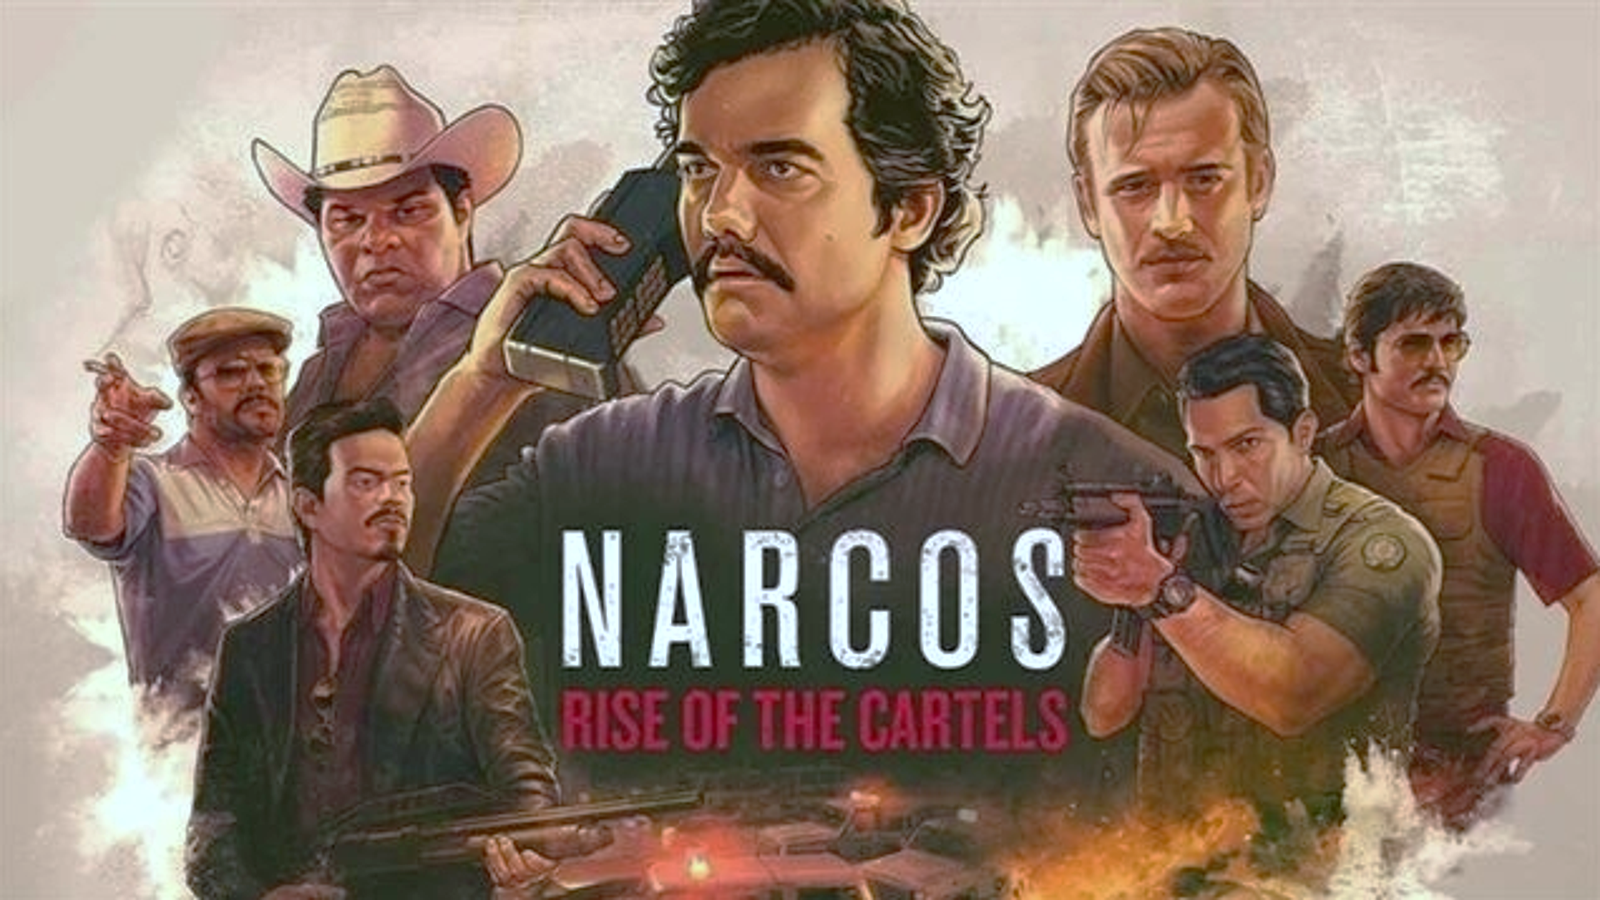 NARCOS
RISE OF THE CARTELS